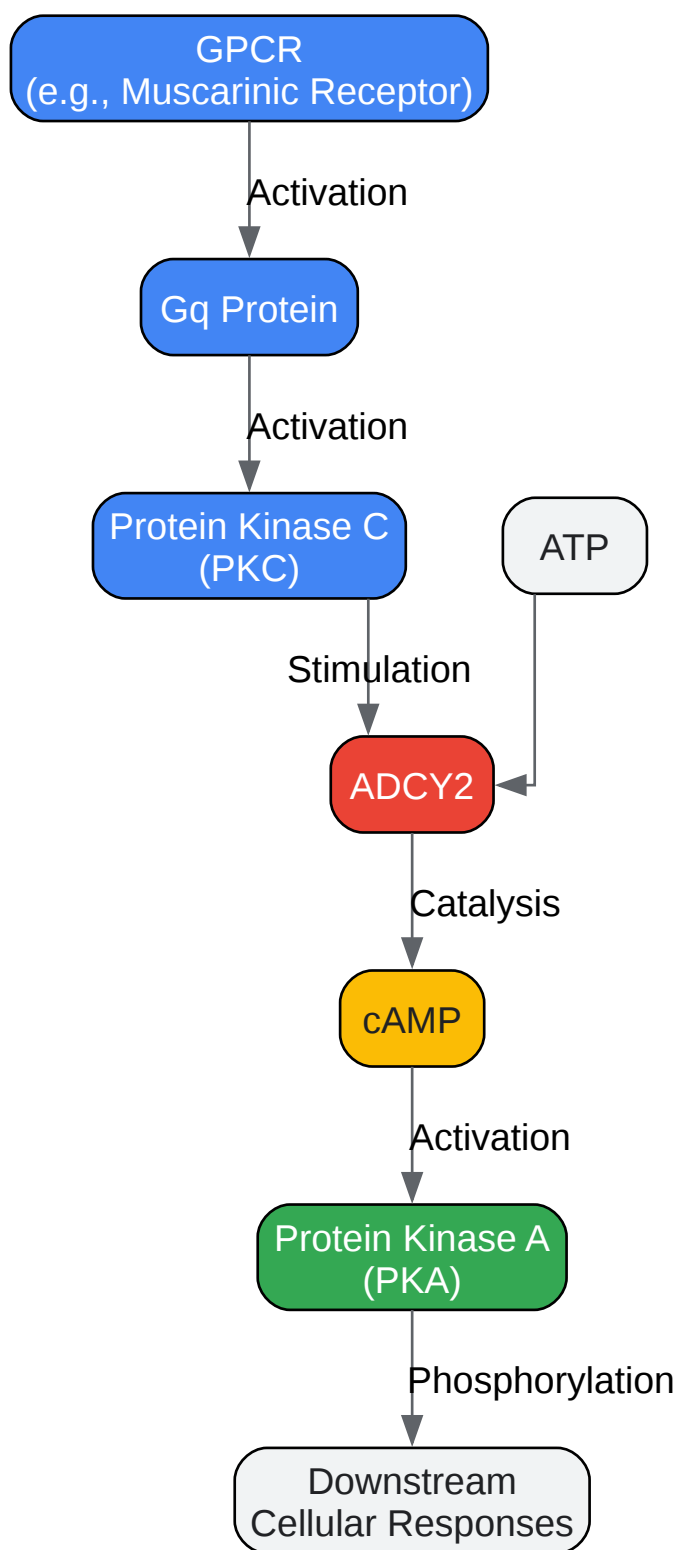 GPCR
(e.g., Muscarinic Receptor)
Activation
Gq Protein
Activation
Protein Kinase C
(PKC)
ATP
Stimulation
ADCY2
Catalysis
cAMP
Activation
Protein Kinase A
(PKA)
Phosphorylation
Downstream
Cellular Responses